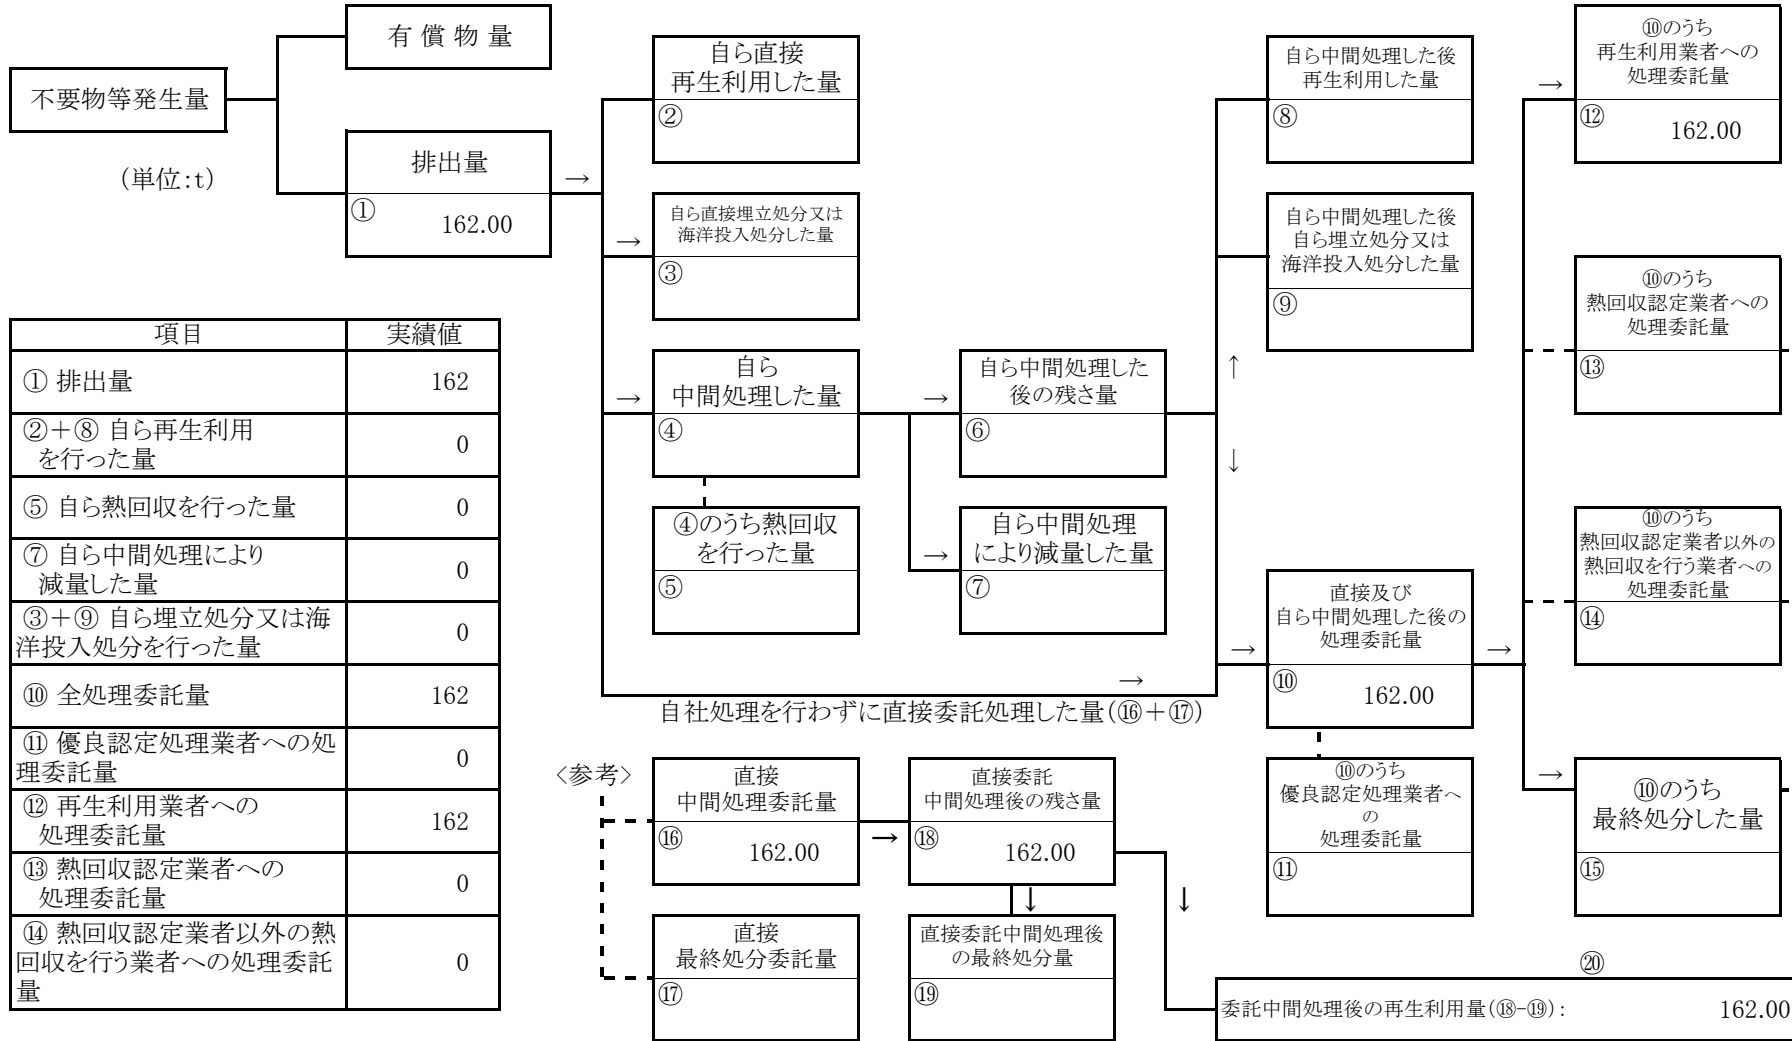 有 償 物 量
不要物等発生量
(単位:t)
排出量
①
162.00
→
自ら直接
再生利用した量
②
→
自ら直接埋立処分又は
海洋投入処分した量
③
→
自ら
中間処理した量
④
④のうち熱回収
を行った量
⑤
→
自ら中間処理した
後の残さ量
⑥
→
自ら中間処理
により減量した量
⑦
↑
↓
自ら中間処理した後
再生利用した量
⑧
自ら中間処理した後
自ら埋立処分又は
海洋投入処分した量
⑨
→
直接及び
自ら中間処理した後の
処理委託量
⑩
162.00
→
→
自社処理を行わずに直接委託処理した量(⑯+⑰)
⑩のうち
優良認定処理業者へ
の
処理委託量
⑪
→
⑩のうち
再生利用業者への
処理委託量
⑫
162.00
⑩のうち
熱回収認定業者への
処理委託量
⑬
⑩のうち
熱回収認定業者以外の
熱回収を行う業者への
処理委託量
⑭
→
⑩のうち
最終処分した量
⑮
項目 実績値
① 排出量 162
②+⑧ 自ら再生利用
を行った量 0
⑤ 自ら熱回収を行った量 0
⑦ 自ら中間処理により
減量した量 0
③+⑨ 自ら埋立処分又は海
洋投入処分を行った量 0
⑩ 全処理委託量 162
⑪ 優良認定処理業者への処
理委託量 0
⑫ 再生利用業者への
処理委託量 162
⑬ 熱回収認定業者への
処理委託量 0
⑭ 熱回収認定業者以外の熱
回収を行う業者への処理委託
量 0
〈参考〉
直接
中間処理委託量
⑯
162.00
→
直接委託
中間処理後の残さ量
⑱
162.00
↓
↓
直接
最終処分委託量
⑰
直接委託中間処理後
の最終処分量
⑲
⑳
委託中間処理後の再生利用量(⑱-⑲): 162.00